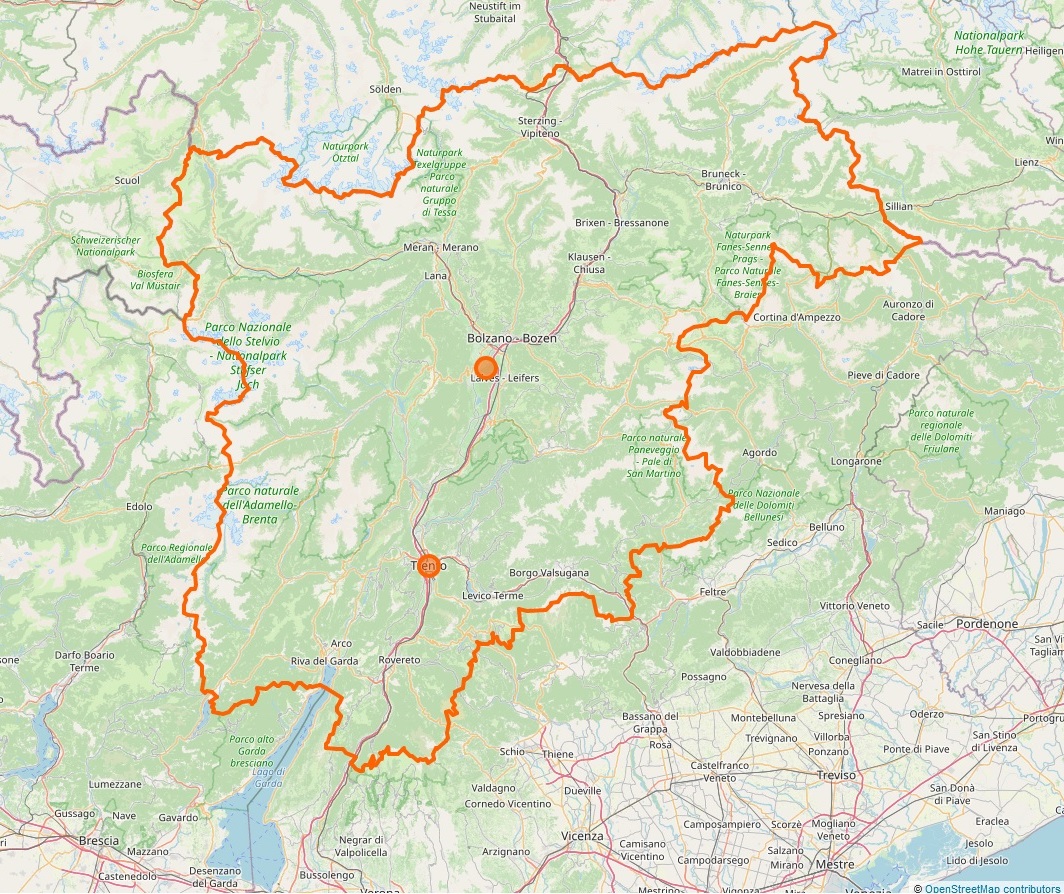 Neustift im
Stubaital
Nationalpark
Hohe Tauern
Heiligen
Matrei in Osttirol
Sölden
Sterzing -
Vipiteno
Naturpark
Ötztal
Naturpark
Texelgruppe
- Parco
naturale
Gruppo
di Tessa
Lienz
Scuol
Bruneck -
Brunico
Sillian
Brixen - Bressanone
Schweizerischer
Nationalpark
Meran - Merano
Naturpark
Fanes-Sennes-
Prags -
Parco Naturale
Fanes-Sennes-
Braies
Klausen -
Chiusa
Biosfera
Val Müstair
Lana
Auronzo di
Cadore
Cortina d'Ampezzo
Parco Nazionale
dello Stelvio
- Nationalpark
Stilfser
Joch
Bolzano - Bozen
Laives - Leifers
Pieve di Cadore
Parco naturale
regionale
delle Dolomiti
Friulane
Parco naturale
Paneveggio
- Pale di
San Martino
Agordo
Longarone
Parco naturale
dell'Adamello-
Brenta
Parco Nazionale
delle Dolomiti
Bellunesi
Edolo
Maniago
Belluno
Sedico
Parco Regionale
dell'Adamello
Trento
Borgo Valsugana
Levico Terme
Feltre
Vittorio Veneto
Sacile
Pordenone
San Vi
Tagliam
Arco
Riva del Garda
Rovereto
Darfo Boario
Terme
Valdobbiadene
Conegliano
Possagno
Nervesa della
Battaglia
Oderzo
Portogru
Bassano del
Grappa
Montebelluna
Spresiano
Rosà
Trevignano
Villorba
San Stino
di Livenza
Parco alto
Garda
bresciano
Lago di
Garda
Schio
Thiene
Ponzano
Ponte di Piave
Castelfranco
Veneto
Treviso
Lumezzane
Valdagno
Dueville
San Donà
di Piave
Cornedo Vicentino
Gussago
Nave
Gavardo
Camposampiero
Scorzè
Mogliano
Veneto
Eraclea
Brescia
Mazzano
Negrar di
Valpolicella
Vicenza
Camisano
Vicentino
Salzano
Mirano
Lido di Jesolo
Arzignano
Campodarsego
Mestre
Castenedolo
Desenzano
del Garda
Bussolengo
Verona
Mestrino
Vigonza
Venezia
© OpenStreetMap contributors